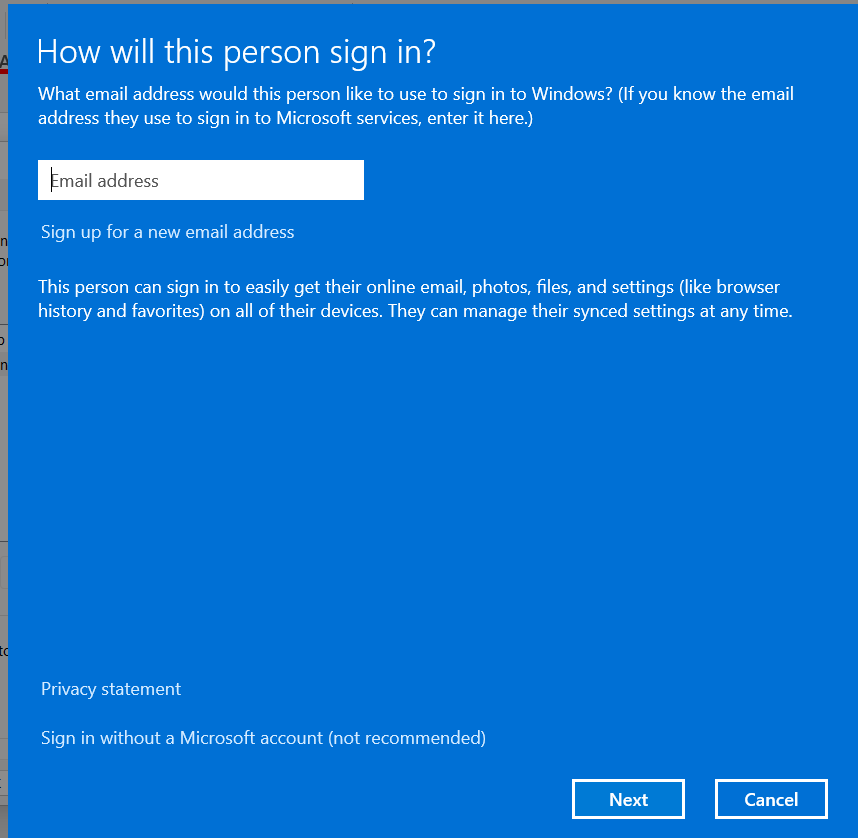 How will this person sign in?
What email address would this person like to use to sign in to Windows? (If you know the email
address they use to sign in to Microsoft services, enter it here.)
Email address
Sign up for a new email address
This person can sign in to easily get their online email, photos, files, and settings (like browser
history and favorites) on all of their devices. They can manage their synced settings at any time.
Privacy statement
Sign in without a Microsoft account (not recommended)
Next
Cancel